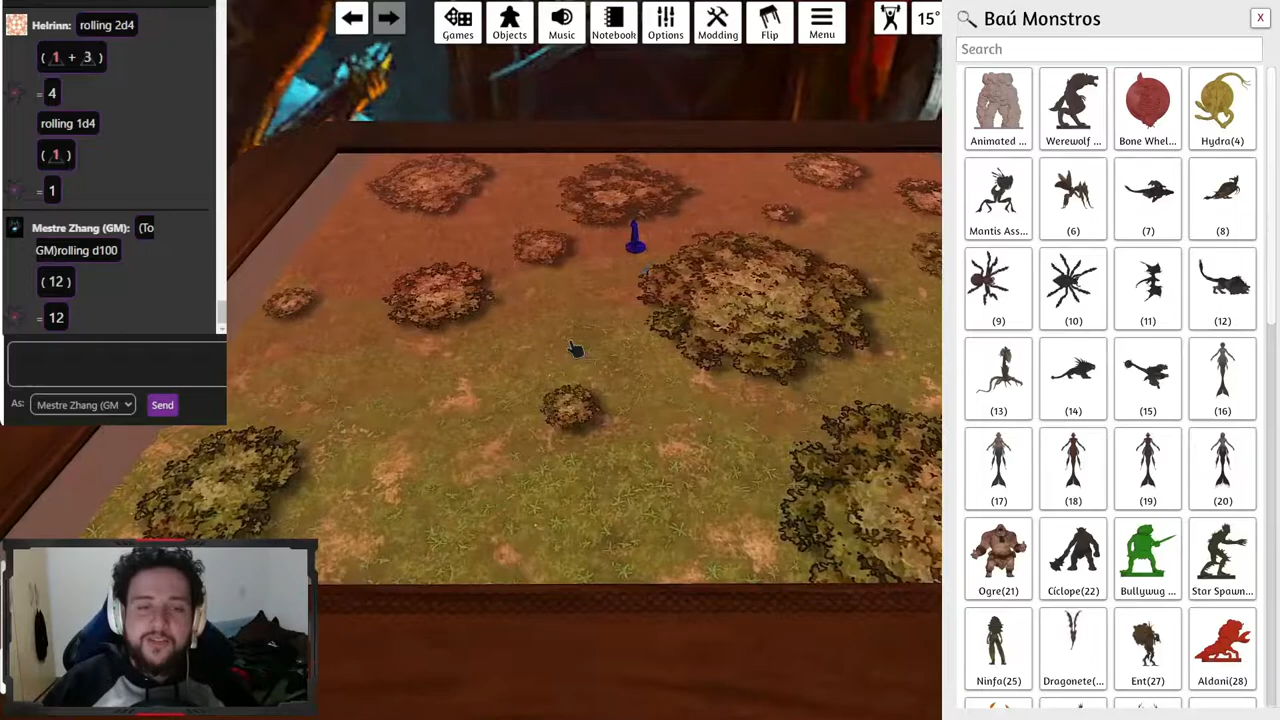 Helrinn: rolling 2d4
( 1 + 3 )
= 4
rolling 1d4
( 1 )
= 1
Mestre Zhang (GM): (To
GM)rolling d100
( 12 )
= 12
As: Mestre Zhang (GM Send
Games Objects Music Notebook Options Modding Flip Menu
15°
Baú Monstros X
Search
Animated ... Werewolf ... Bone Whel... Hydra(4)
Mantis Ass... (6) (7) (8)
(9) (10) (11) (12)
(13) (14) (15) (16)
(17) (18) (19) (20)
Ogre(21) Cíclope(22) Bullywug ... Star Spawn...
Ninfa(25) Dragonete(... Ent(27) Aldani(28)